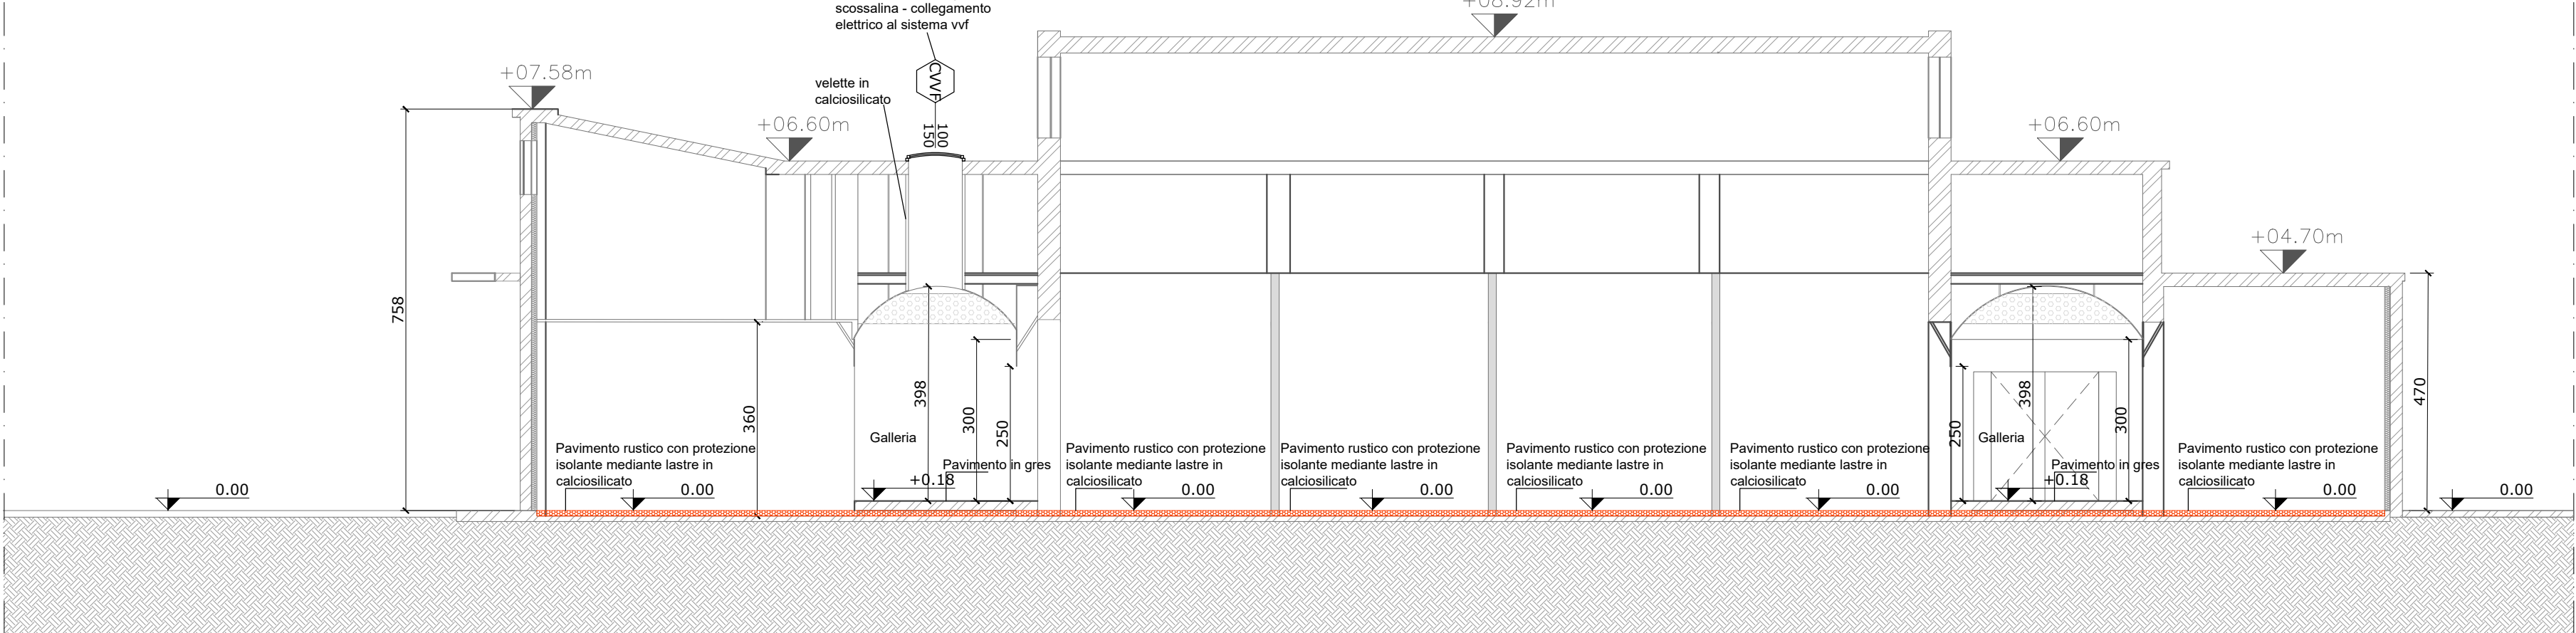 scossalina - collegamento
elettrico al sistema vvf
+08.92m
+07.58m
velette in
calciosilicato
CVVF
100
150
+06.60m
+06.60m
+04.70m
758
360
398
300
250
Galleria
250
398
300
Galleria
470
Pavimento rustico con protezione
isolante mediante lastre in
calciosilicato
0.00
Pavimento in gres
+0.18
Pavimento rustico con protezione
isolante mediante lastre in
calciosilicato
0.00
Pavimento rustico con protezione
isolante mediante lastre in
calciosilicato
0.00
Pavimento rustico con protezione
isolante mediante lastre in
calciosilicato
0.00
Pavimento rustico con protezione
isolante mediante lastre in
calciosilicato
0.00
Pavimento in gres
+0.18
Pavimento rustico con protezione
isolante mediante lastre in
calciosilicato
0.00
0.00
0.00